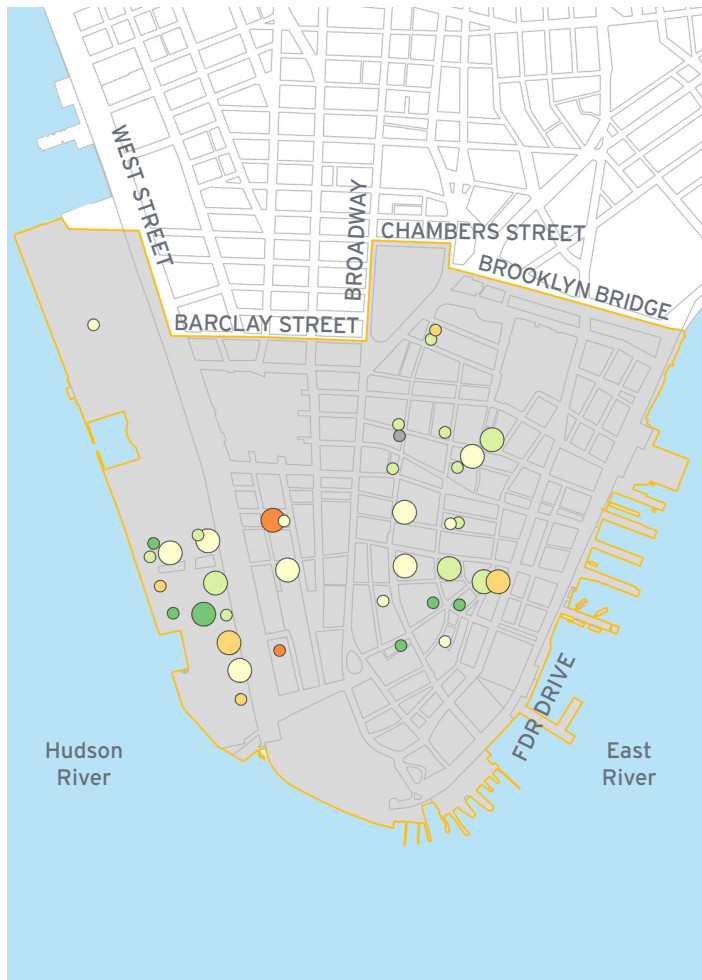 WEST STREET
BROADWAY
CHAMBERS STREET
BROOKLYN BRIDGE
BARCLAY STREET
FDR DRIVE
Hudson
River
East
River